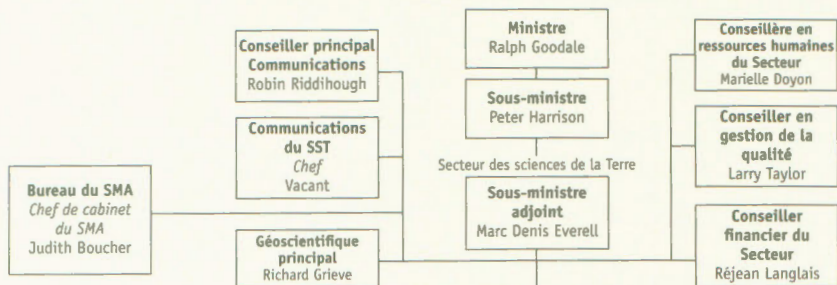 Ministre
Ralph Goodale
Sous-ministre
Peter Harrison
Secteur des sciences de la Terre
Sous-ministre
adjoint
Marc Denis Everell
Conseiller principal
Communications
Robin Riddihough
Communications
du SST
Chef
Vacant
Bureau du SMA
Chef de cabinet
du SMA
Judith Boucher
Géoscientifique
principal
Richard Grieve
Conseillère en
ressources humaines
du Secteur
Marielle Doyon
Conseiller en
gestion de la
qualité
Larry Taylor
Conseiller
financier du
Secteur
Réjean Langlais